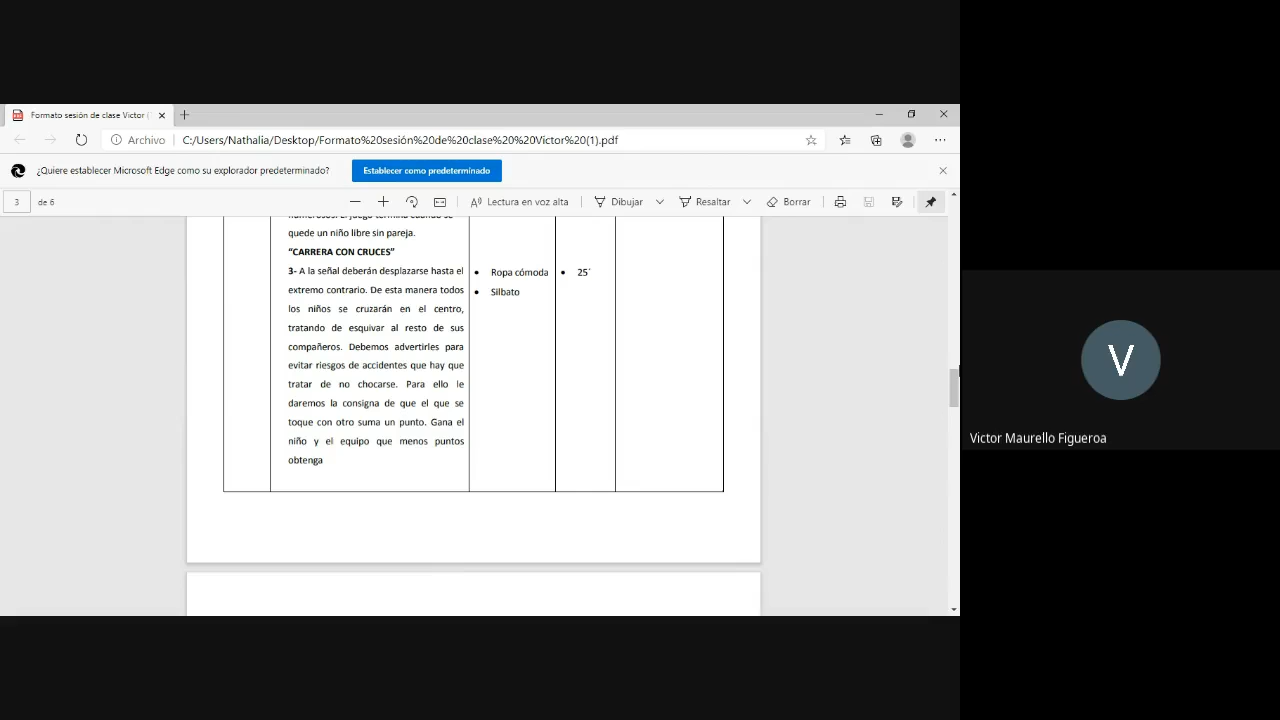 Formato sesión de clase Victor (
Archivo
C:/Users/Nathalia/Desktop/Formato%20sesión%20de%20clase%20%20Victor%20(1).pdf
¿Quiere establecer Microsoft Edge como su explorador predeterminado?
Establecer como predeterminado
3 de 6
Lectura en voz alta
Dibujar
Resaltar
Borrar
numerosos. El juego termina cuando se
quede un niño libre sin pareja.
“CARRERA CON CRUCES”
3- A la señal deberán desplazarse hasta el
extremo contrario. De esta manera todos
los niños se cruzarán en el centro,
tratando de esquivar al resto de sus
compañeros. Debemos advertirles para
evitar riesgos de accidentes que hay que
tratar de no chocarse. Para ello le
daremos la consigna de que el que se
toque con otro suma un punto. Gana el
niño y el equipo que menos puntos
obtenga
• Ropa cómoda
• Silbato
• 25´
V
Victor Maurello Figueroa